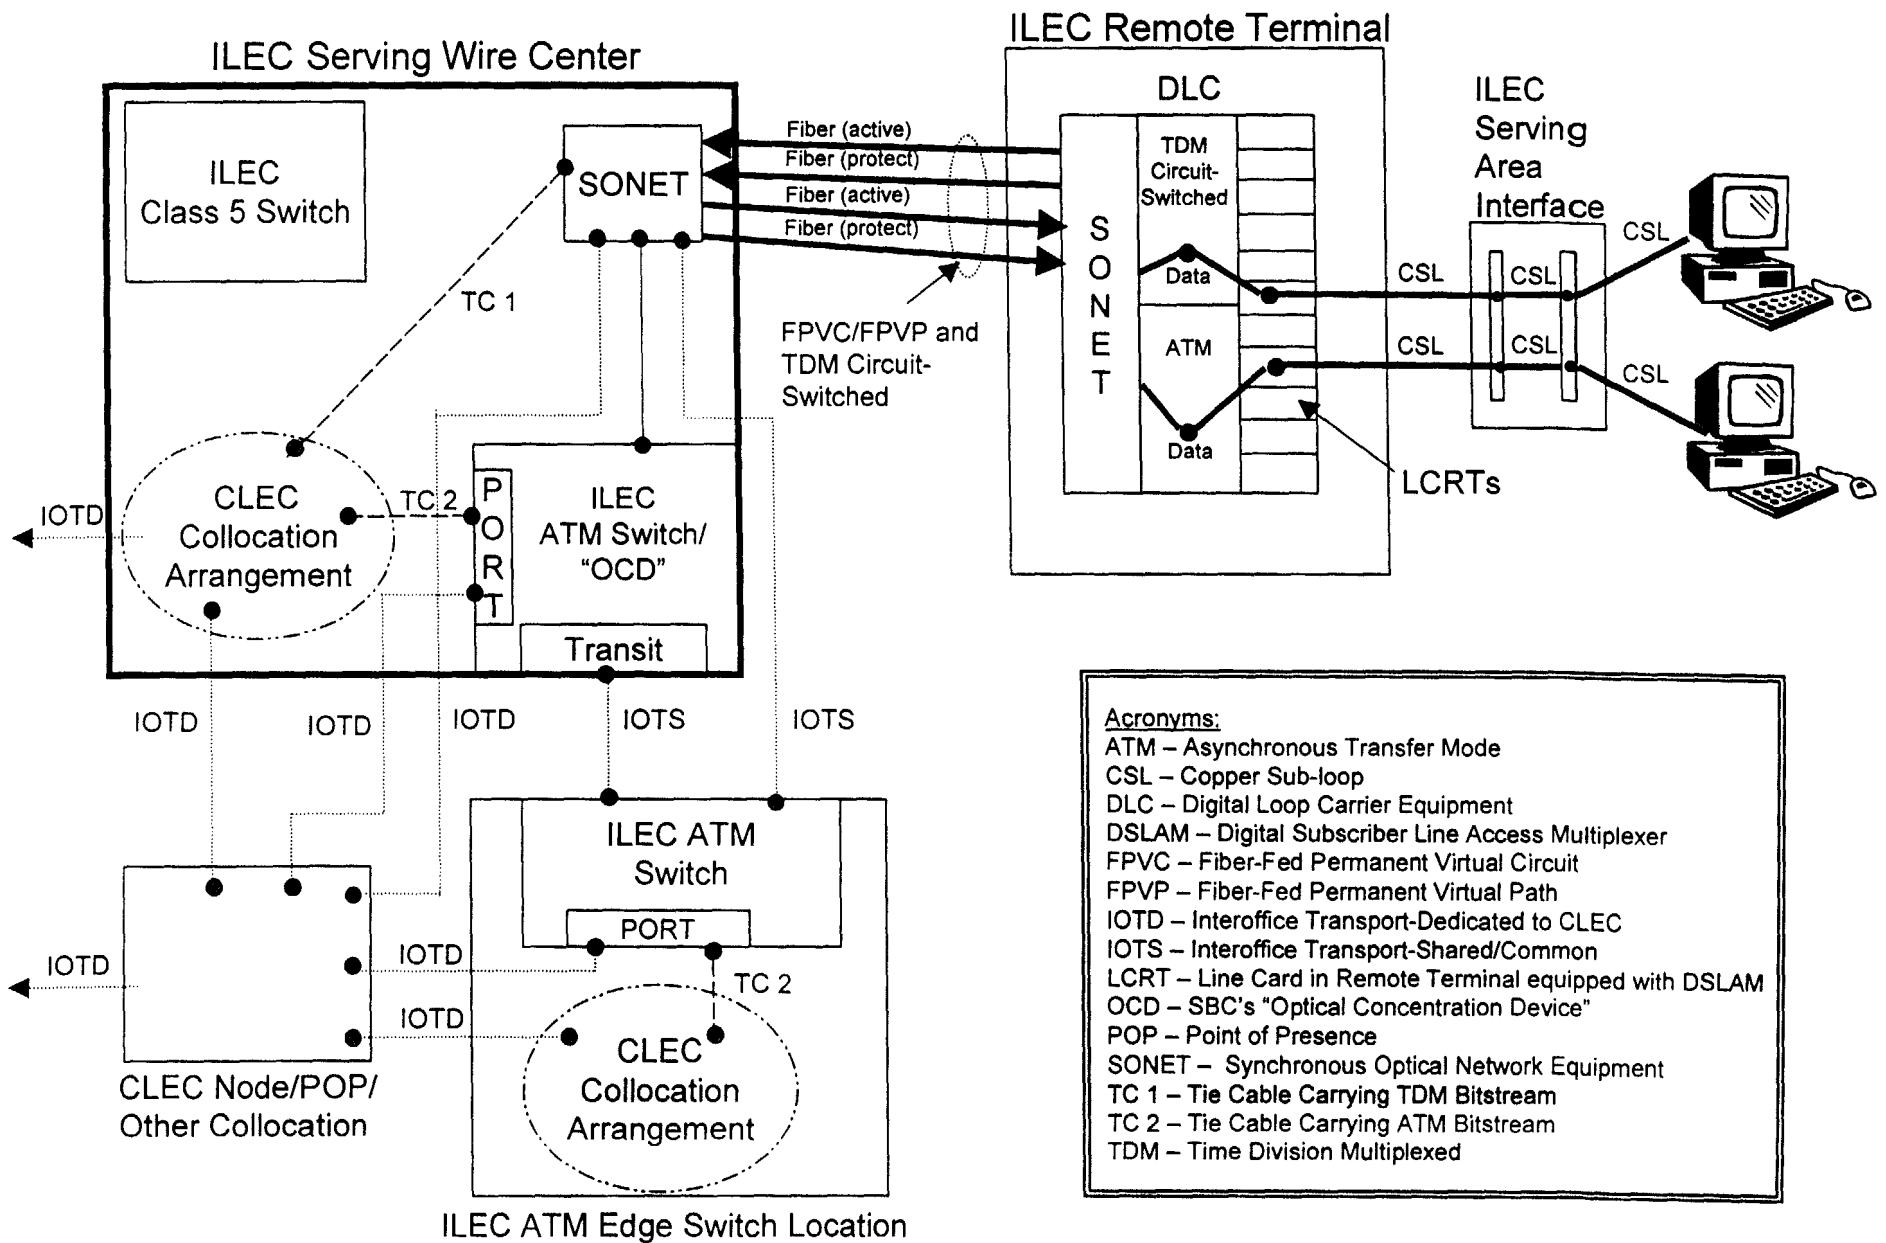 ILEC Remote Terminal
ILEC Serving Wire Center
ILEC
Class 5 Switch
SONET
TC 1
Fiber (active)
Fiber (protect)
Fiber (active)
Fiber (protect)
FPVC/FPVP and
TDM Circuit-
Switched
DLC
S
O
N
E
T
TDM
Circuit-
Switched
Data
ATM
Data
LCRTs
CSL
CSL
ILEC
Serving
Area
Interface
CSL
CSL
CSL
CSL
IOTD
CLEC
Collocation
Arrangement
TC 2
P
O
R
T
ILEC
ATM Switch/
“OCD”
Transit
IOTD
IOTD
IOTD
IOTS
IOTS
ILEC ATM
Switch
PORT
IOTD
IOTD
IOTD
TC 2
CLEC
Collocation
Arrangement
CLEC Node/POP/
Other Collocation
ILEC ATM Edge Switch Location
Acronyms:
ATM – Asynchronous Transfer Mode
CSL – Copper Sub-loop
DLC – Digital Loop Carrier Equipment
DSLAM – Digital Subscriber Line Access Multiplexer
FPVC – Fiber-Fed Permanent Virtual Circuit
FPVP – Fiber-Fed Permanent Virtual Path
IOTD – Interoffice Transport-Dedicated to CLEC
IOTS – Interoffice Transport-Shared/Common
LCRT – Line Card in Remote Terminal equipped with DSLAM
OCD – SBC's “Optical Concentration Device”
POP – Point of Presence
SONET – Synchronous Optical Network Equipment
TC 1 – Tie Cable Carrying TDM Bitstream
TC 2 – Tie Cable Carrying ATM Bitstream
TDM – Time Division Multiplexed